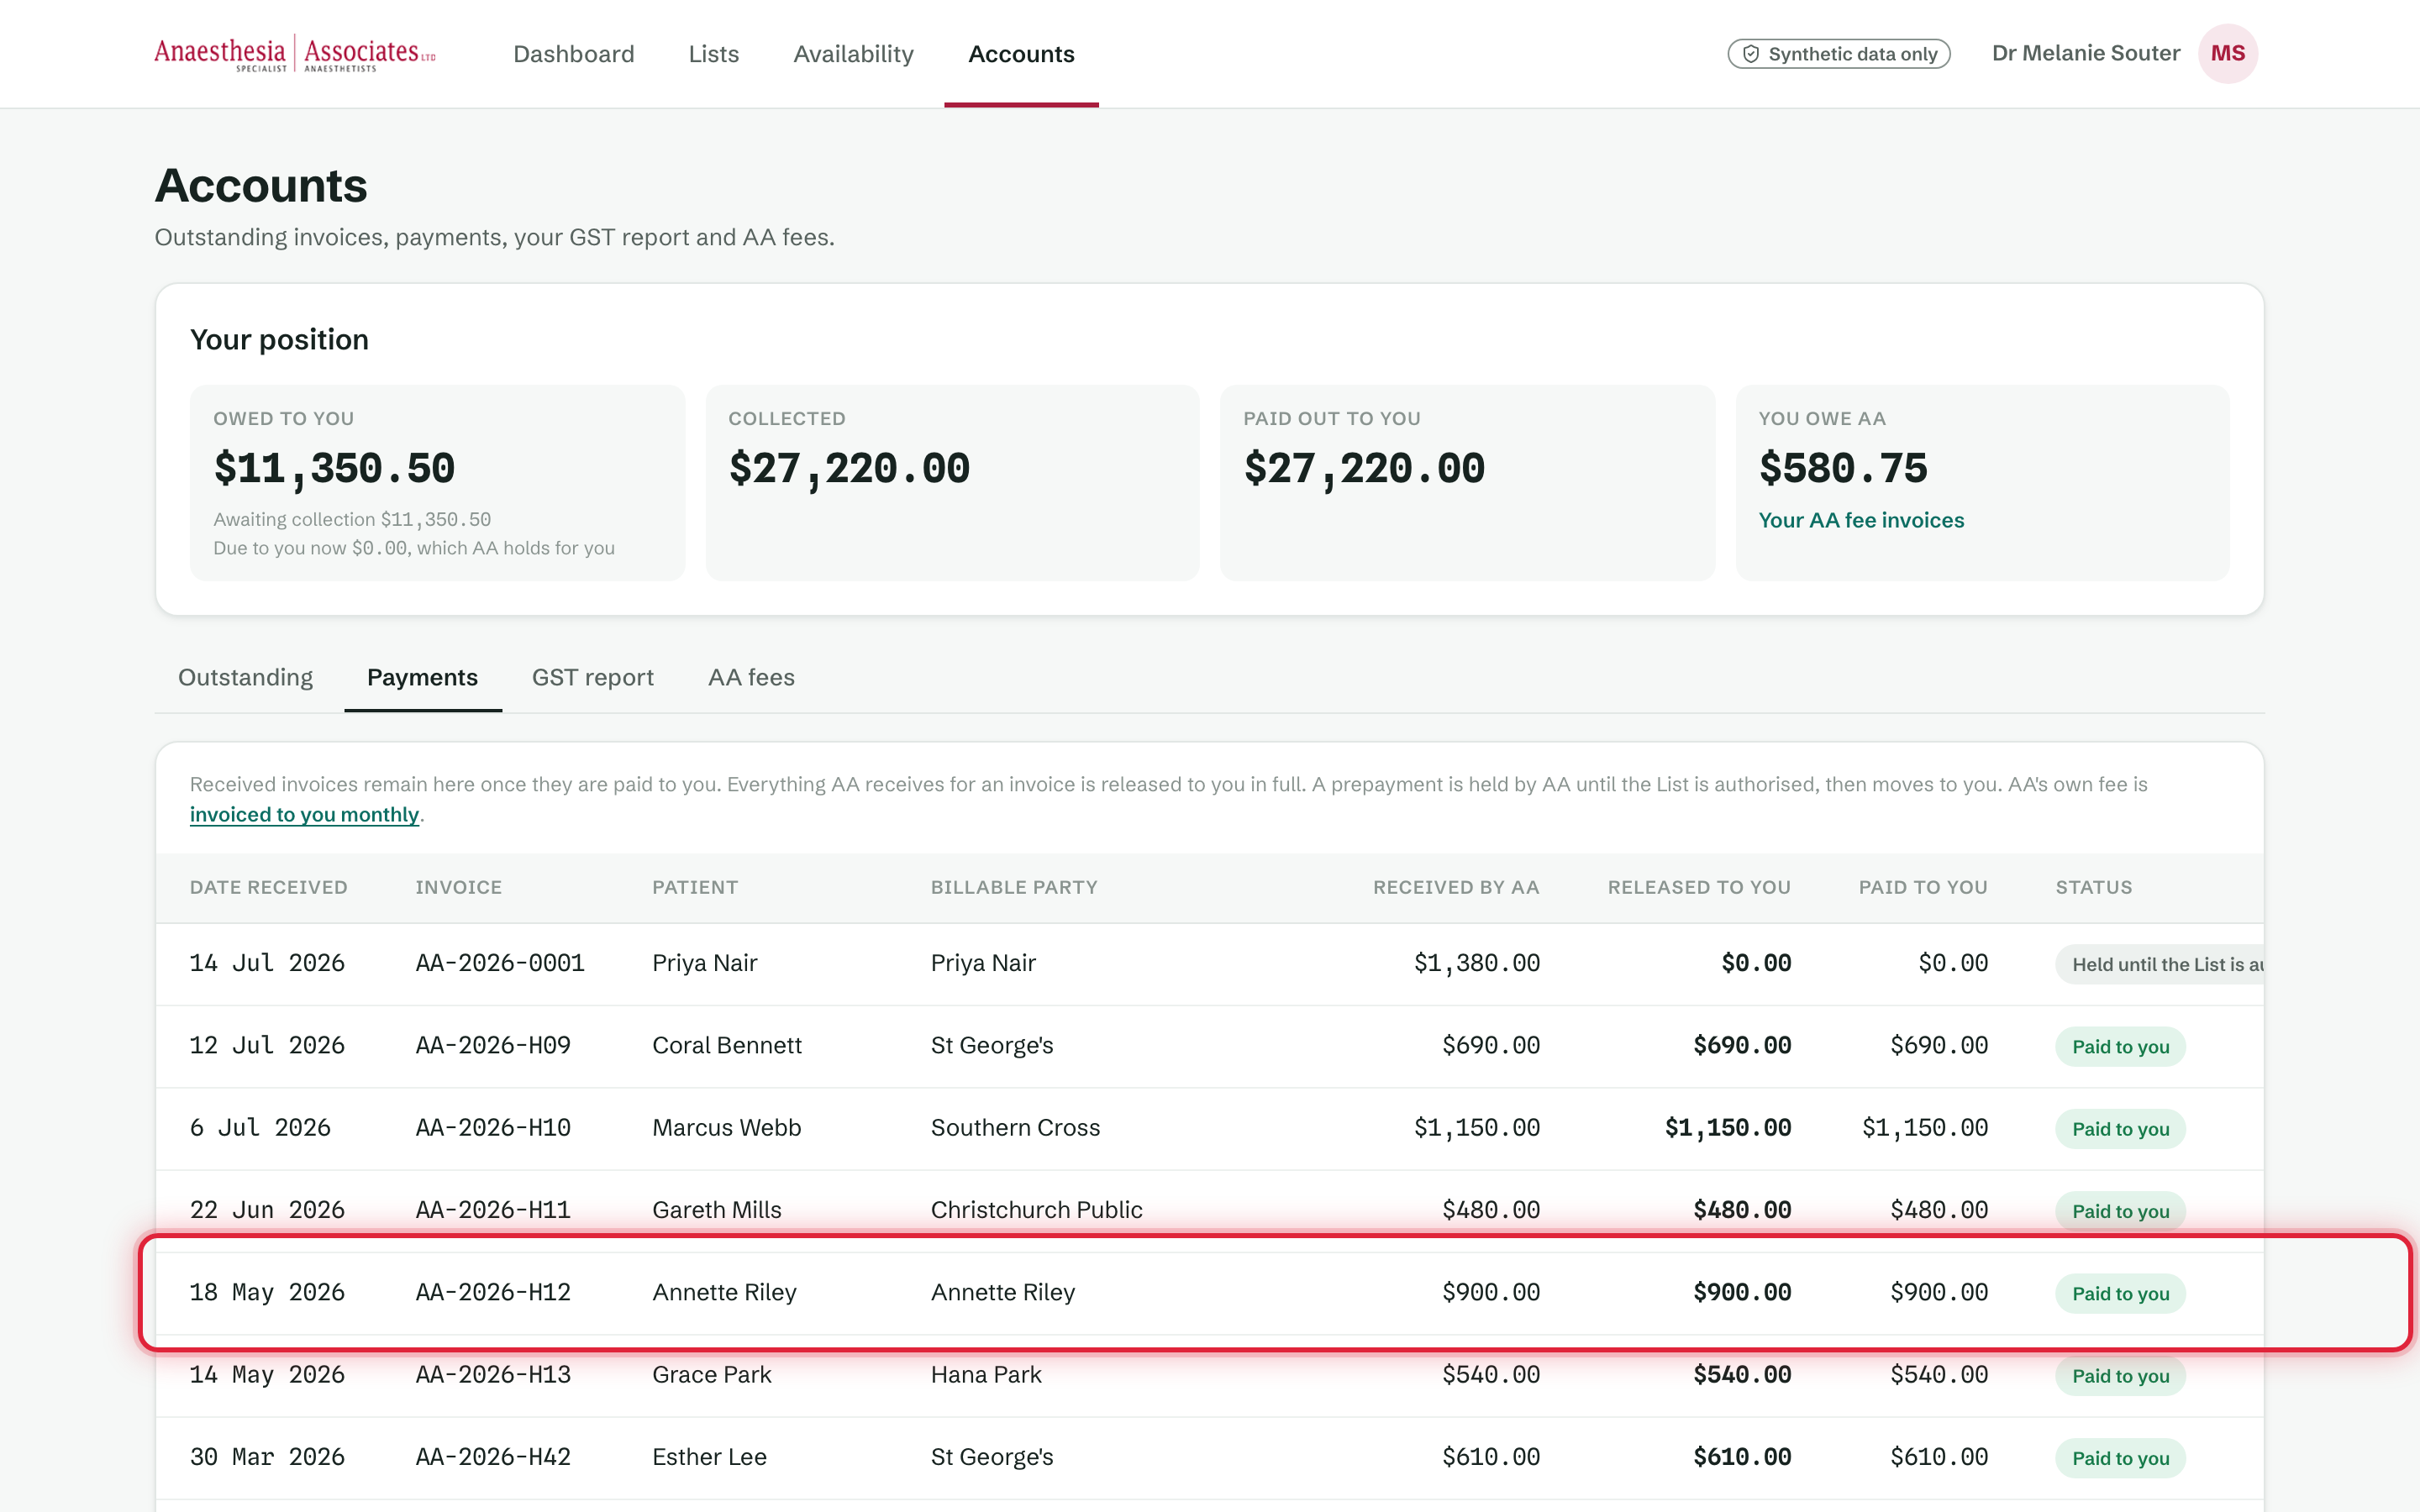 Anaesthesia | Associates LTD
SPECIALIST ANAESTHETISTS
Dashboard Lists Availability Accounts
Synthetic data only
Dr Melanie Souter MS
Accounts
Outstanding invoices, payments, your GST report and AA fees.
Your position
OWED TO YOU
$11,350.50
Awaiting collection $11,350.50
Due to you now $0.00, which AA holds for you
COLLECTED
$27,220.00
PAID OUT TO YOU
$27,220.00
YOU OWE AA
$580.75
Your AA fee invoices
Outstanding Payments GST report AA fees
Received invoices remain here once they are paid to you. Everything AA receives for an invoice is released to you in full. A prepayment is held by AA until the List is authorised, then moves to you. AA's own fee is
invoiced to you monthly.
DATE RECEIVED INVOICE PATIENT BILLABLE PARTY RECEIVED BY AA RELEASED TO YOU PAID TO YOU STATUS
14 Jul 2026 AA-2026-0001 Priya Nair Priya Nair $1,380.00 $0.00 $0.00 Held until the List is
12 Jul 2026 AA-2026-H09 Coral Bennett St George's $690.00 $690.00 $690.00 Paid to you
6 Jul 2026 AA-2026-H10 Marcus Webb Southern Cross $1,150.00 $1,150.00 $1,150.00 Paid to you
22 Jun 2026 AA-2026-H11 Gareth Mills Christchurch Public $480.00 $480.00 $480.00 Paid to you
18 May 2026 AA-2026-H12 Annette Riley Annette Riley $900.00 $900.00 $900.00 Paid to you
14 May 2026 AA-2026-H13 Grace Park Hana Park $540.00 $540.00 $540.00 Paid to you
30 Mar 2026 AA-2026-H42 Esther Lee St George's $610.00 $610.00 $610.00 Paid to you